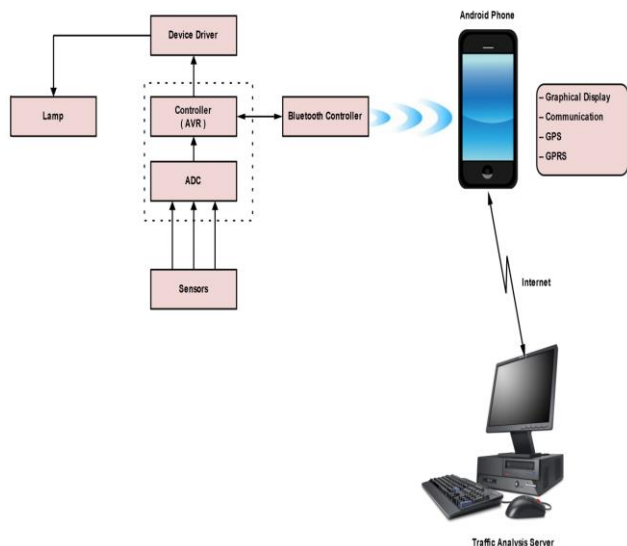 Android Phone
Device Driver
Lamp
Controller
( AVR )
Bluetooth Controller
– Graphical Display
– Communication
– GPS
– GPRS
ADC
Sensors
Internet
Traffic Analysis Server